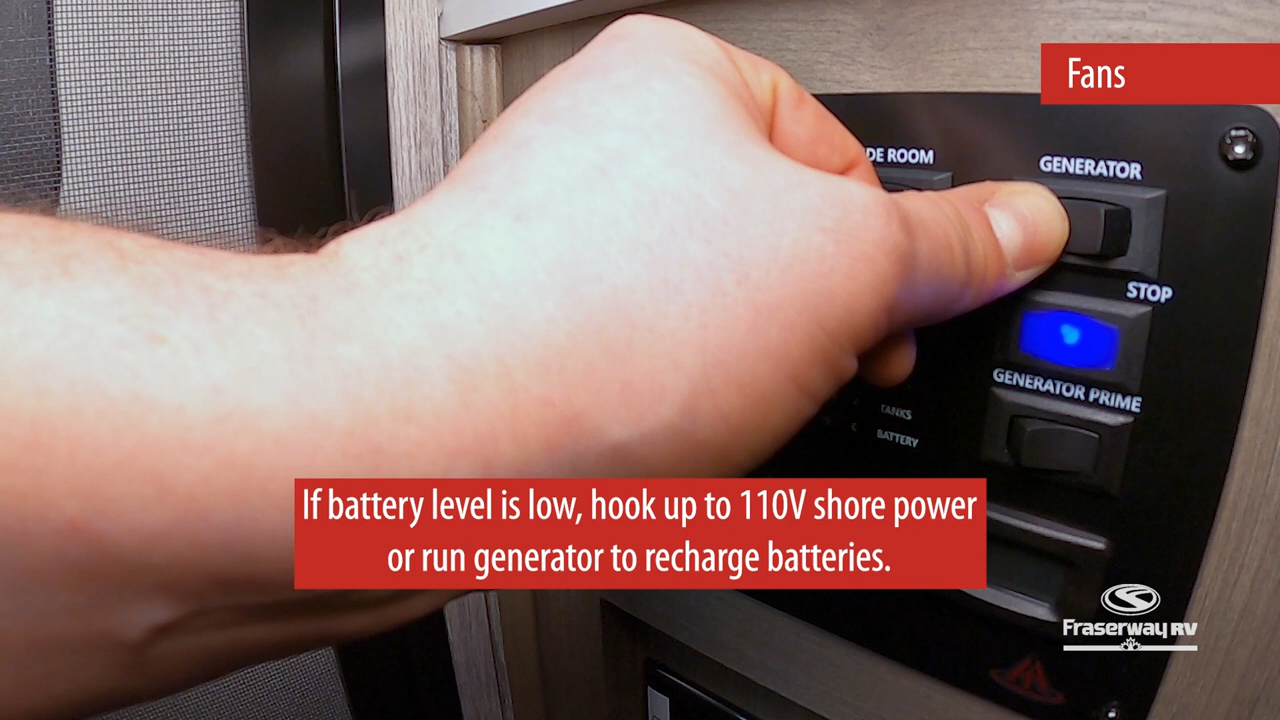 Fans
DE ROOM
GENERATOR
STOP
GENERATOR PRIME
TANKS
BATTERY
If battery level is low, hook up to 110V shore power
or run generator to recharge batteries.
Fraserway RV